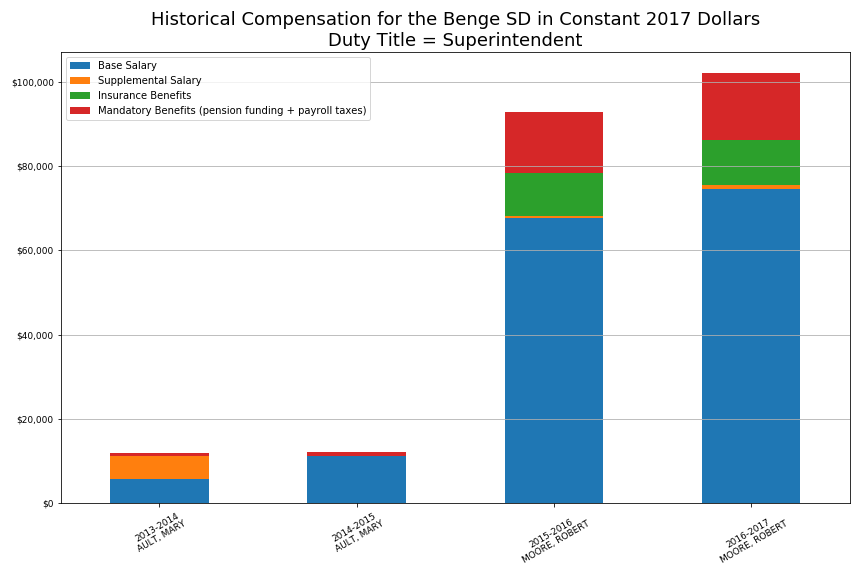 Historical Compensation for the Benge SD in Constant 2017 Dollars
Duty Title = Superintendent
Base Salary
Supplemental Salary
Insurance Benefits
Mandatory Benefits (pension funding + payroll taxes)
$100,000
$80,000
$60,000
$40,000
$20,000
$0
2013-2014
AULT, MARY
2014-2015
AULT, MARY
2015-2016
MOORE, ROBERT
2016-2017
MOORE, ROBERT